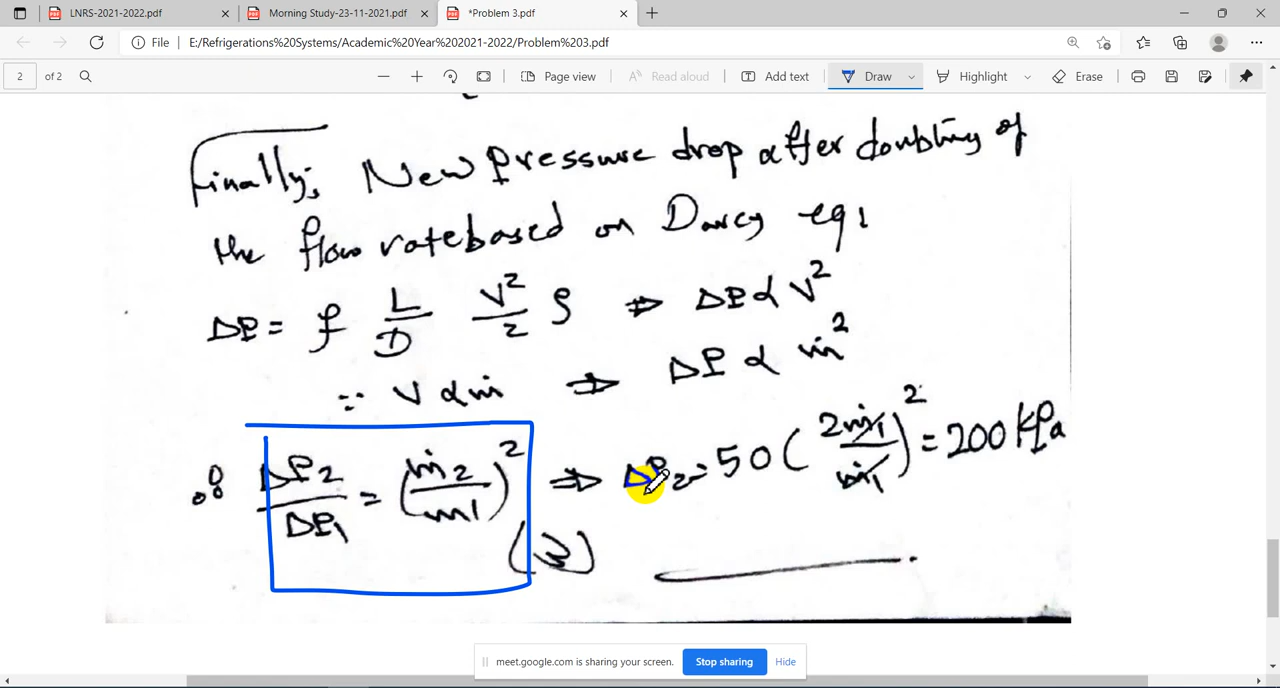 LNRS-2021-2022.pdf
Morning Study-23-11-2021.pdf
*Problem 3.pdf
File
E:/Refrigerations%20Systems/Academic%20Year%202021-2022/Problem%203.pdf
2 of 2
Page view
Read aloud
Add text
Draw
Highlight
Erase
Finally; New Pressure drop after doubling of
the flow rate based on Darcy eq
ΔP = f L/D V²/2 ρ ⇒ ΔP ∝ V²
∵ V ∝ ṁ ⇒ ΔP ∝ ṁ²
∴ ΔP2/ΔP1 = (ṁ2/ṁ1)² ⇒ ΔP2 = 50 (2ṁ1/ṁ1)² = 200 kPa
(3)
meet.google.com is sharing your screen.
Stop sharing
Hide